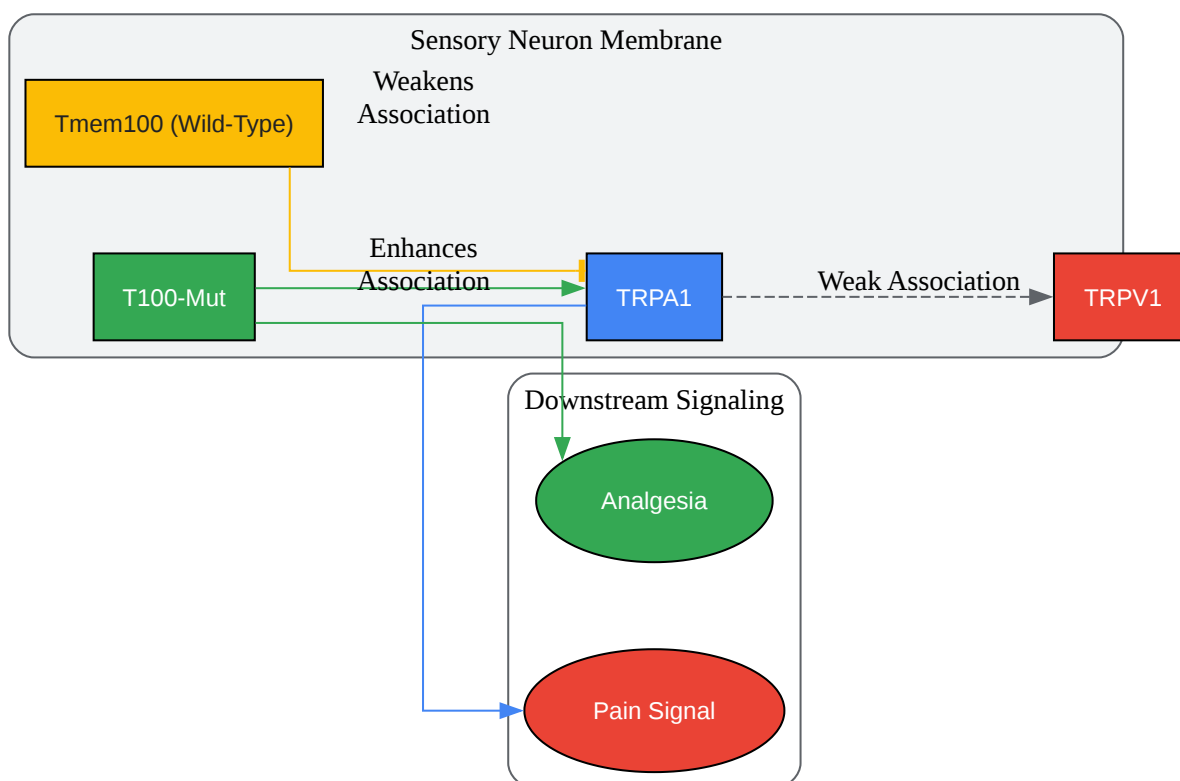 Sensory Neuron Membrane
Weakens
Association
Tmem100 (Wild-Type)
Enhances
Association
T100-Mut
TRPA1
Weak Association
TRPV1
Downstream Signaling
Analgesia
Pain Signal